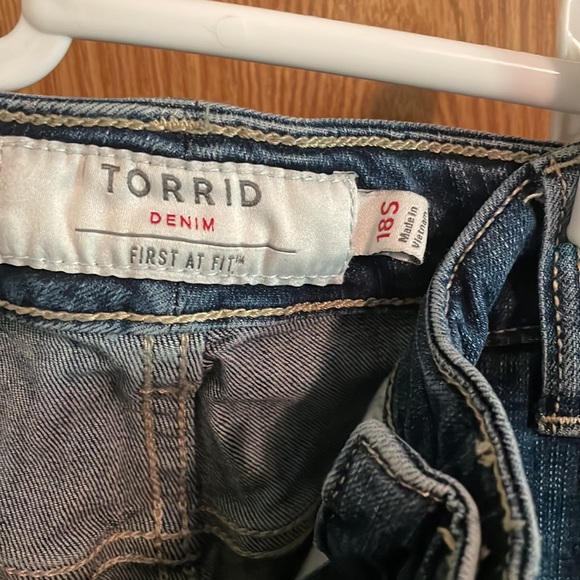 TORRID
DENIM
FIRST AT FIT™
18S
Made in
Vietnam